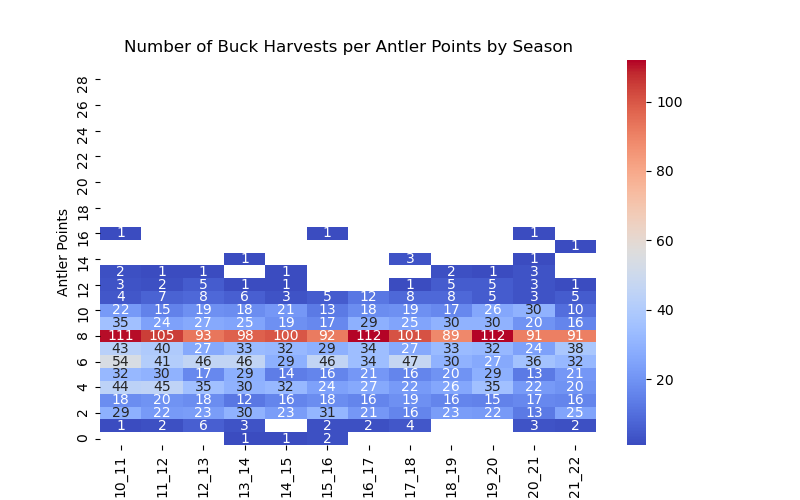 Number of Buck Harvests per Antler Points by Season
Antler Points
28
26
24
22
20
18
16 1 1 1
1
14 1 3 1
2 1 1 1 2 1 3
12 3 2 5 1 1 1 5 5 3 1
4 7 8 6 3 5 12 8 8 5 3 5
10 22 15 19 18 21 13 18 19 17 26 30 10
35 24 27 25 19 17 29 25 30 30 20 16
8 111 105 93 98 100 92 112 101 89 112 91 91
43 40 27 33 32 29 34 27 33 32 24 38
6 54 41 46 46 29 46 34 47 30 27 36 32
32 30 17 29 14 16 21 16 20 29 13 21
4 44 45 35 30 32 24 27 22 26 35 22 20
18 20 18 12 16 18 16 19 16 15 17 16
2 29 22 23 30 23 31 21 16 23 22 13 25
1 2 6 3 2 2 4 3 2
0 1 1 2
10_11 11_12 12_13 13_14 14_15 15_16 16_17 17_18 18_19 19_20 20_21 21_22
100
80
60
40
20